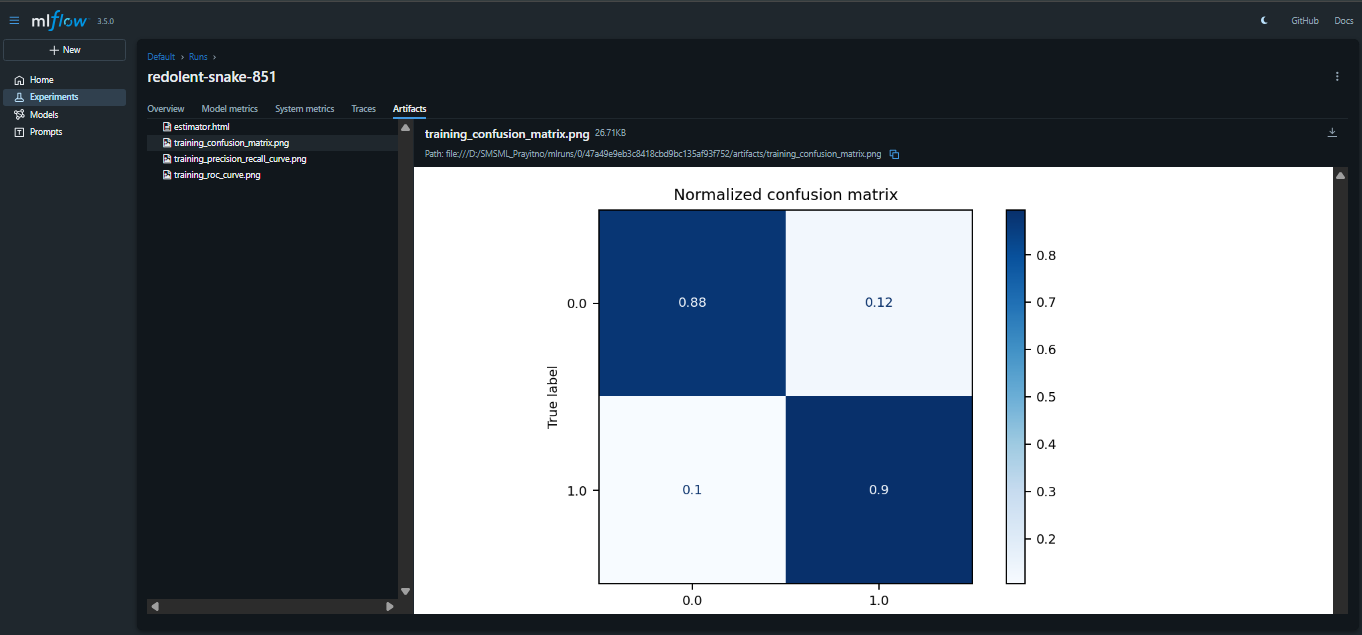 mlflow 3.5.0
GitHub
Docs
New
Home
Experiments
Models
Prompts
Default
Runs
redolent-snake-851
Overview
Model metrics
System metrics
Traces
Artifacts
estimator.html
training_confusion_matrix.png
training_precision_recall_curve.png
training_roc_curve.png
training_confusion_matrix.png 26.71KB
Path: file:///D:/SMSML_Prayitno/mlruns/0/47a49e9eb3c8418cbd9bc135af93f752/artifacts/training_confusion_matrix.png
Normalized confusion matrix
True label
0.0
0.88
0.12
1.0
0.1
0.9
0.0
1.0
0.8
0.7
0.6
0.5
0.4
0.3
0.2